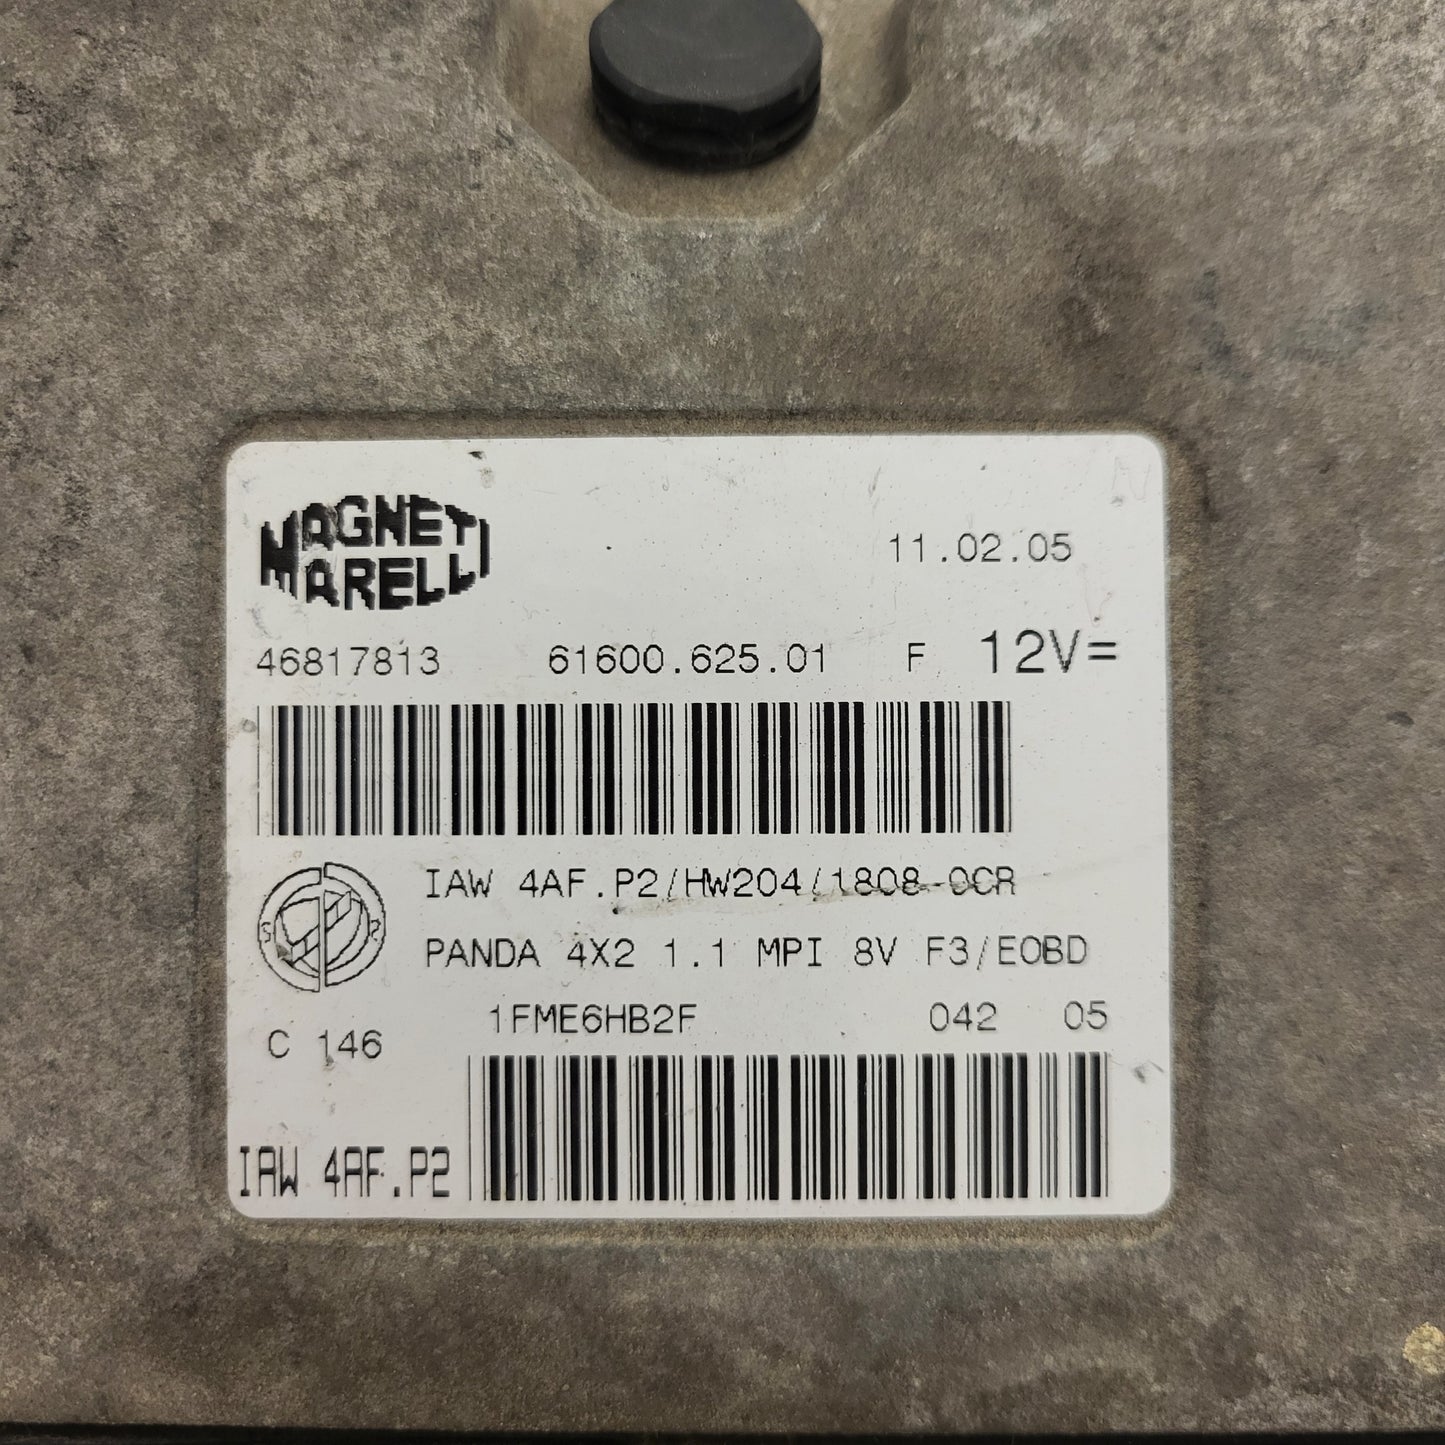 MAGNETI
MARELLI
11.02.05
46817813 61600.625.01 F 12V=
IAW 4AF.P2/HW204/1808-0CR
PANDA 4X2 1.1 MPI 8V F3/EOBD
1FME6HB2F 042 05
C 146
IAW 4AF.P2